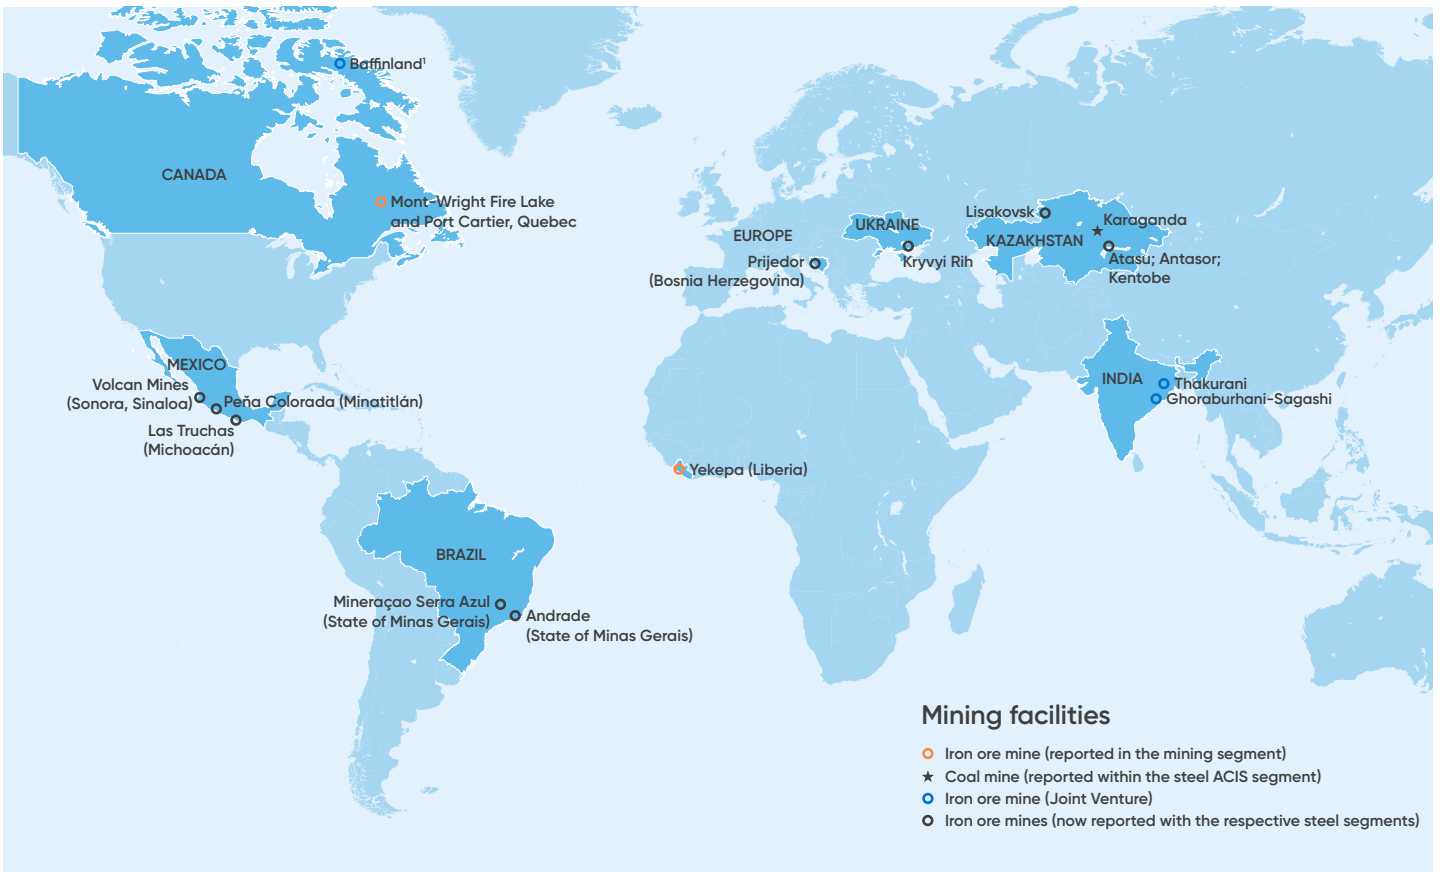 Baffinland¹
CANADA
Mont-Wright Fire Lake
and Port Cartier, Quebec
MEXICO
Volcan Mines
(Sonora, Sinaloa)
Peňa Colorada (Minatitlán)
Las Truchas
(Michoacán)
BRAZIL
Mineraçao Serra Azul
(State of Minas Gerais)
Andrade
(State of Minas Gerais)
EUROPE
Prijedor
(Bosnia Herzegovina)
UKRAINE
Kryvyi Rih
Yekepa (Liberia)
Lisakovsk
KAZAKHSTAN
Karaganda
Atasu; Antasor;
Kentobe
INDIA
Thakurani
Ghoraburhani-Sagashi
Mining facilities
Iron ore mine (reported in the mining segment)
Coal mine (reported within the steel ACIS segment)
Iron ore mine (Joint Venture)
Iron ore mines (now reported with the respective steel segments)